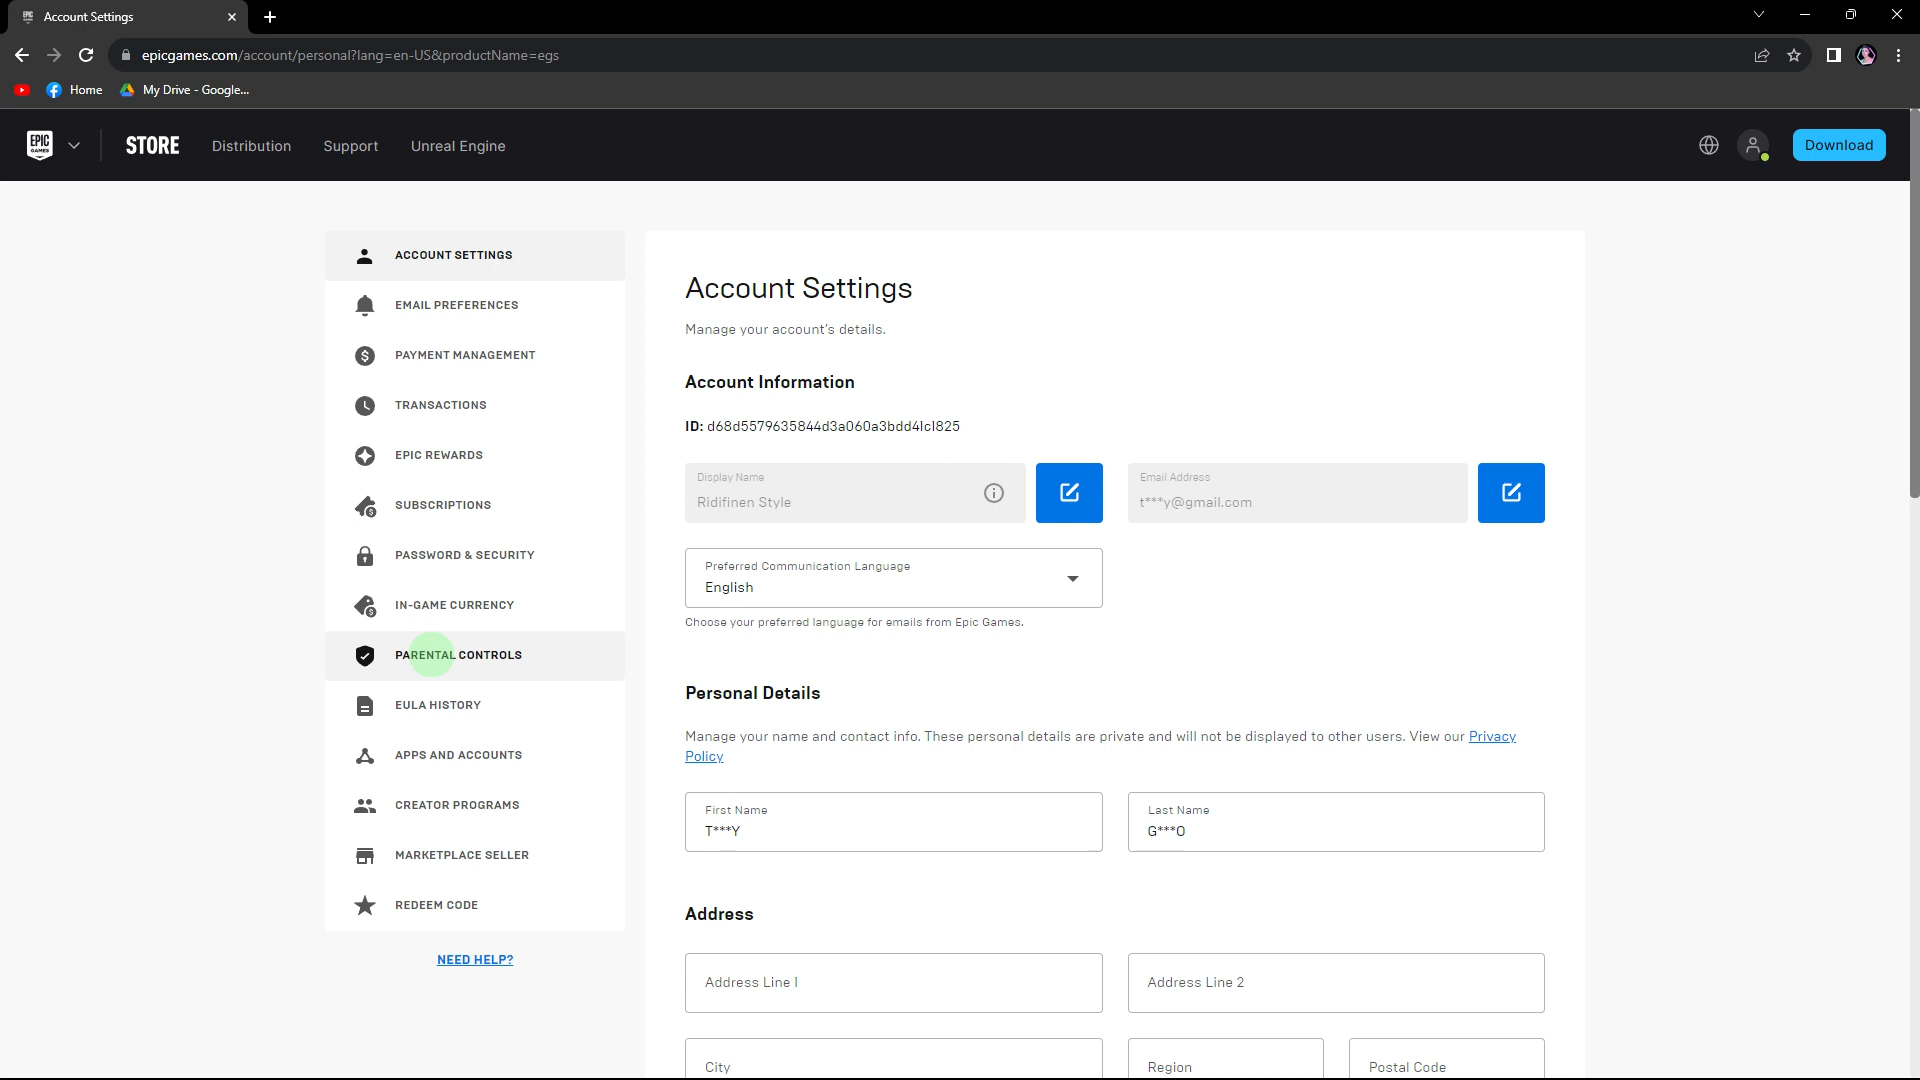 Account Settings
epicgames.com/account/personal?lang=en-US&productName=egs
Home
My Drive - Google...
EPIC
GAMES
STORE
Distribution
Support
Unreal Engine
Download
ACCOUNT SETTINGS
EMAIL PREFERENCES
PAYMENT MANAGEMENT
TRANSACTIONS
EPIC REWARDS
SUBSCRIPTIONS
PASSWORD & SECURITY
IN-GAME CURRENCY
PARENTAL CONTROLS
EULA HISTORY
APPS AND ACCOUNTS
CREATOR PROGRAMS
MARKETPLACE SELLER
REDEEM CODE
NEED HELP?
Account Settings
Manage your account's details.
Account Information
ID: d68d5579635844d3a060a3bdd41c1825
Display Name
Ridifinen Style
Email Address
t***y@gmail.com
Preferred Communication Language
English
Choose your preferred language for emails from Epic Games.
Personal Details
Manage your name and contact info. These personal details are private and will not be displayed to other users. View our Privacy
Policy
First Name
T***Y
Last Name
G***O
Address
Address Line 1
Address Line 2
City
Region
Postal Code